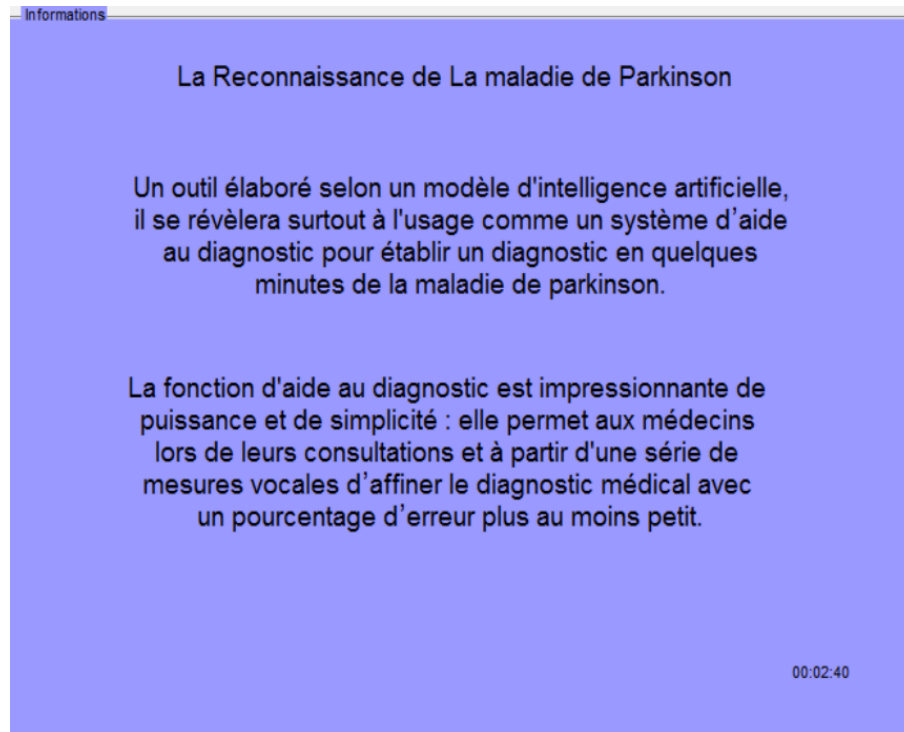 Informations
La Reconnaissance de La maladie de Parkinson
Un outil élaboré selon un modèle d'intelligence artificielle,
il se révèlera surtout à l'usage comme un système d’aide
au diagnostic pour établir un diagnostic en quelques
minutes de la maladie de parkinson.
La fonction d'aide au diagnostic est impressionnante de
puissance et de simplicité : elle permet aux médecins
lors de leurs consultations et à partir d'une série de
mesures vocales d’affiner le diagnostic médical avec
un pourcentage d’erreur plus au moins petit.
00:02:40